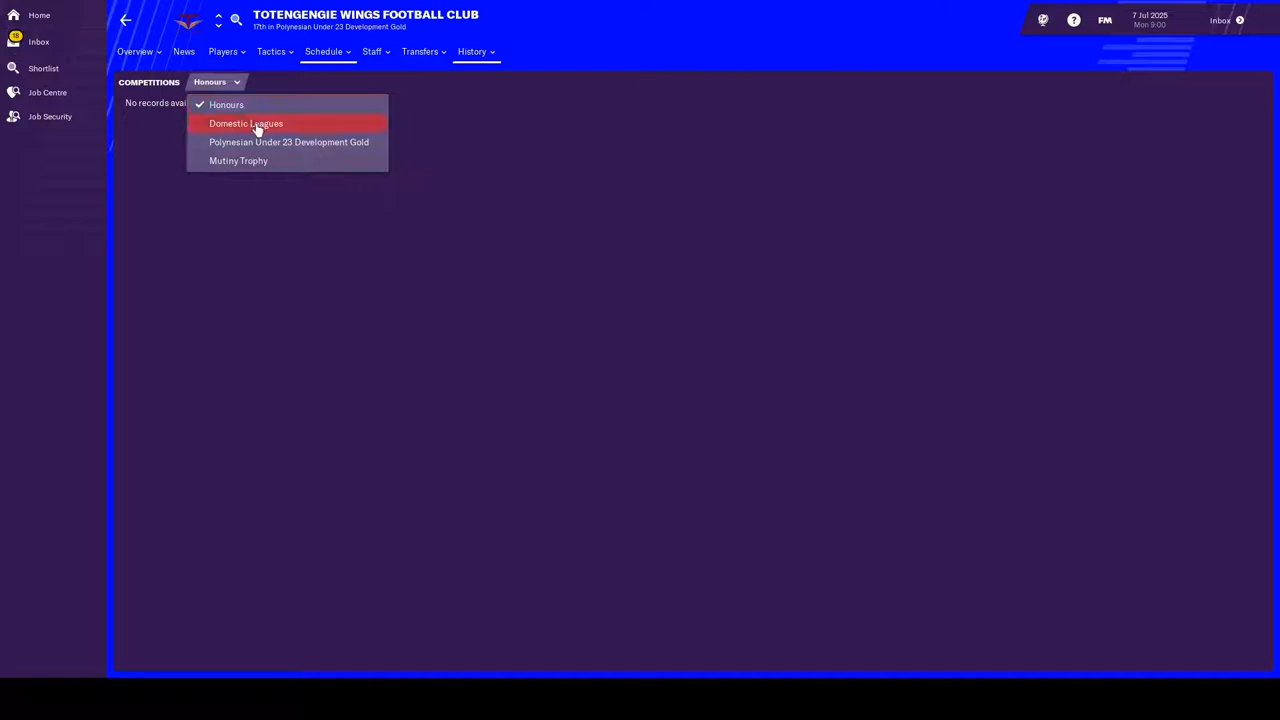 Home
18
Inbox
Shortlist
Job Centre
Job Security
TOTENGENGIE WINGS FOOTBALL CLUB
17th in Polynesian Under 23 Development Gold
FM
7 Jul 2025
Mon 9:00
Inbox
Overview
News
Players
Tactics
Schedule
Staff
Transfers
History
COMPETITIONS
Honours
No records avai
Honours
Domestic Leagues
Polynesian Under 23 Development Gold
Mutiny Trophy